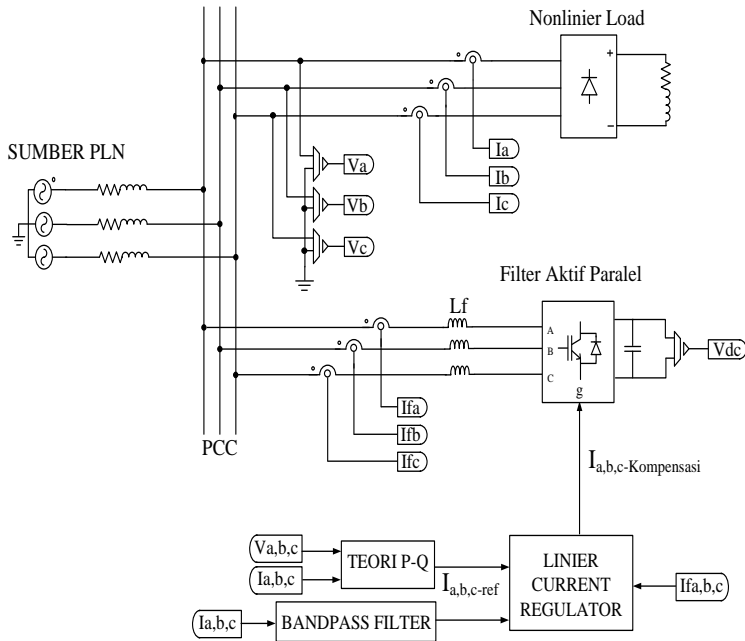 Nonlinier Load
+
−
Ia
Ib
Ic
SUMBER PLN
Va
Vb
Vc
Filter Aktif Paralel
Lf
A
B
C
g
Vdc
Ifa
Ifb
Ifc
PCC
Ia,b,c-Kompensasi
Va,b,c
Ia,b,c
TEORI P-Q
Ia,b,c-ref
LINIER
CURRENT
REGULATOR
Ifa,b,c
Ia,b,c
BANDPASS FILTER